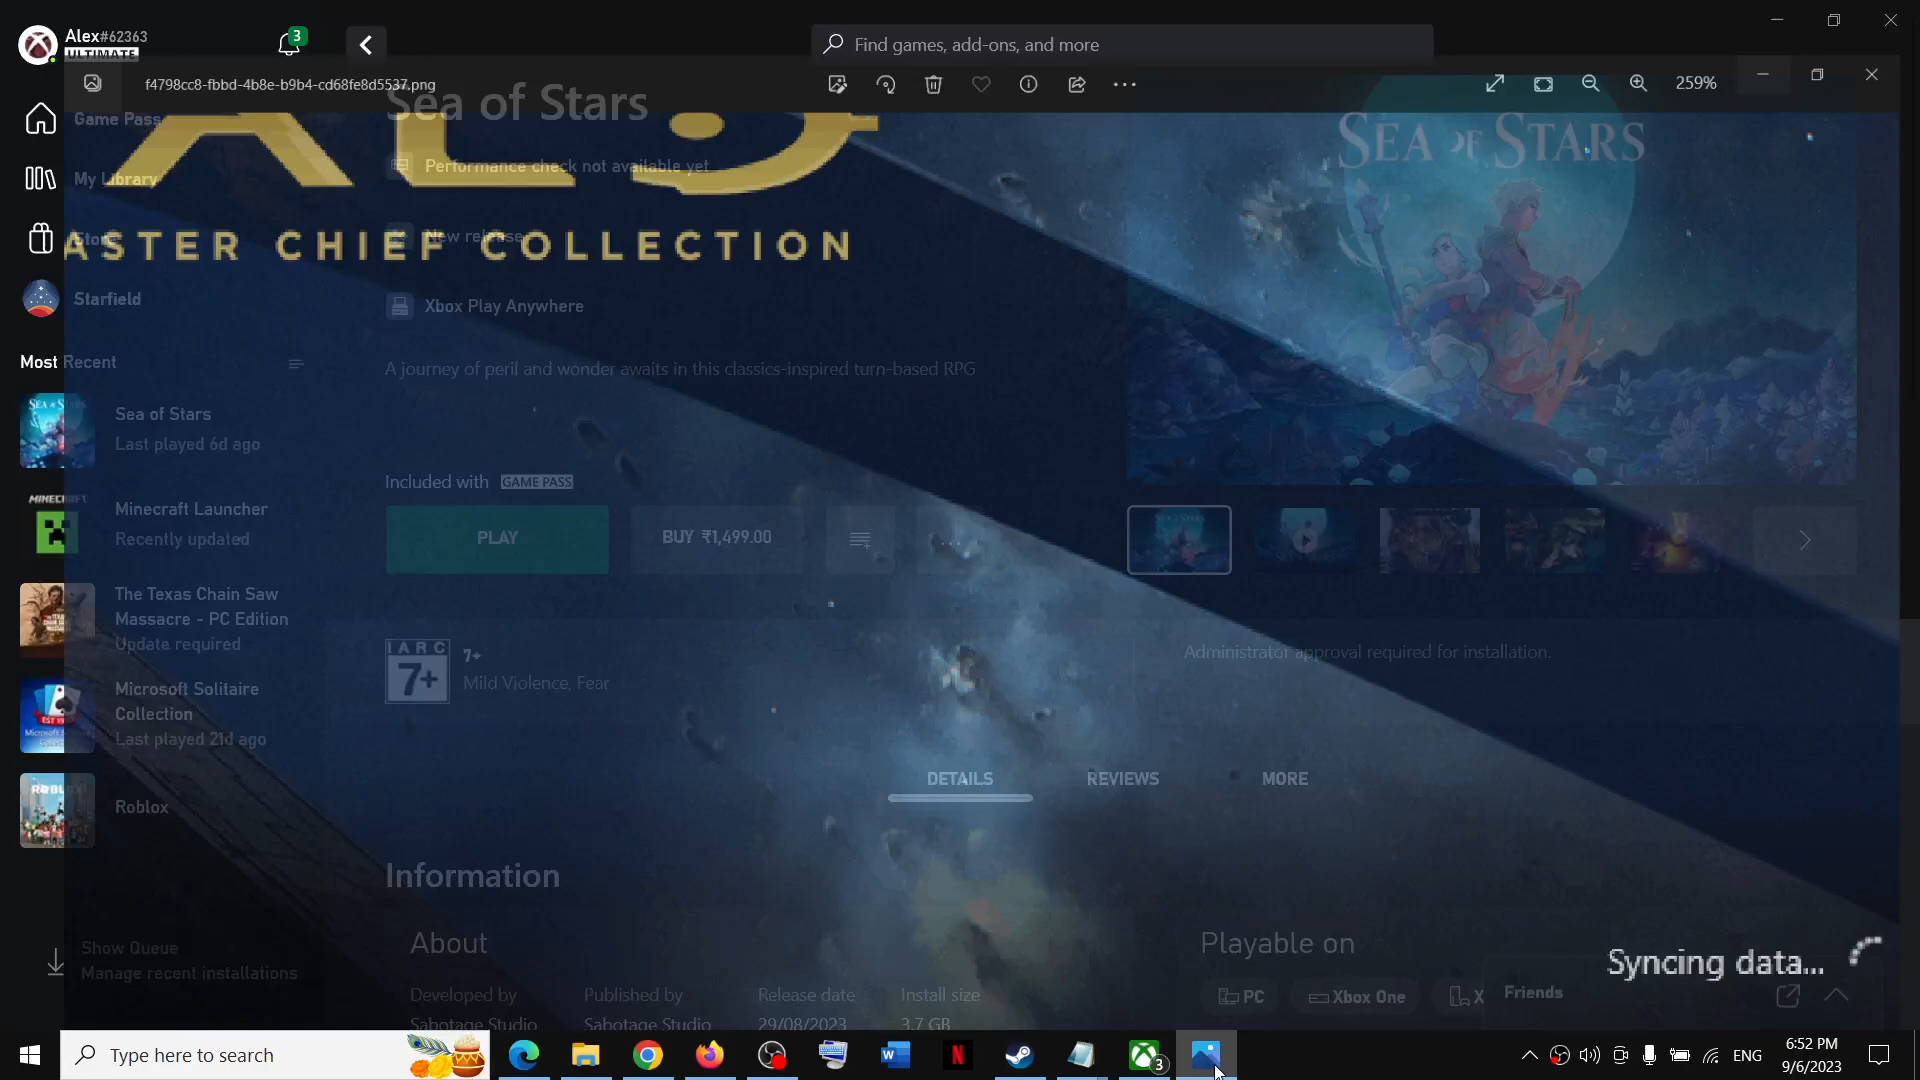 Alex#62363
ULTIMATE
3
Find games, add-ons, and more
f4798cc8-fbbd-4b8e-b9b4-cd68fe8d5537.png
259%
Sea of Stars
Game Pass
Performance check not available yet
My Library
New release
Store
ASTER CHIEF COLLECTION
Xbox Play Anywhere
Starfield
SEA OF STARS
Most Recent
A journey of peril and wonder awaits in this classics-inspired turn-based RPG
Sea of Stars
Last played 6d ago
Included with GAME PASS
PLAY
BUY ₹1,499.00
MINECRAFT
Minecraft Launcher
Recently updated
The Texas Chain Saw
Massacre - PC Edition
Update required
IARC
7+
7+
Mild Violence, Fear
Administrator approval required for installation.
Microsoft Solitaire
Collection
Last played 21d ago
DETAILS
REVIEWS
MORE
Roblox
Information
About
Playable on
Show Queue
Manage recent installations
Syncing data...
Developed by
Published by
Release date
Install size
Sabotage Studio
Sabotage Studio
29/08/2023
3.7 GB
PC
Xbox One
X
Friends
Type here to search
3
ENG
6:52 PM
9/6/2023